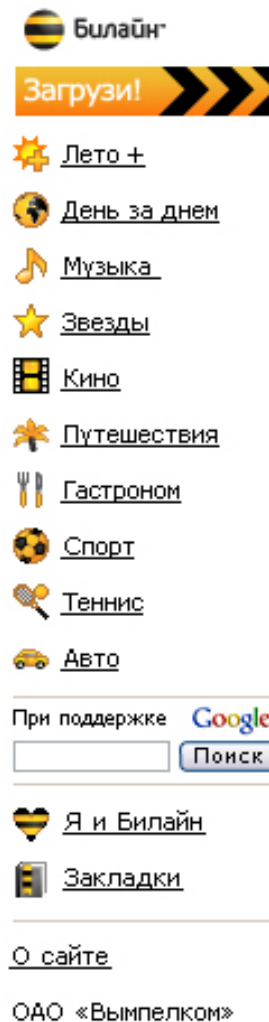 Билайн™
Загрузи!
Лето +
День за днем
Музыка
Звезды
Кино
Путешествия
Гастроном
Спорт
Теннис
Авто
При поддержке Google
Поиск
Я и Билайн
Закладки
О сайте
ОАО «Вымпелком»